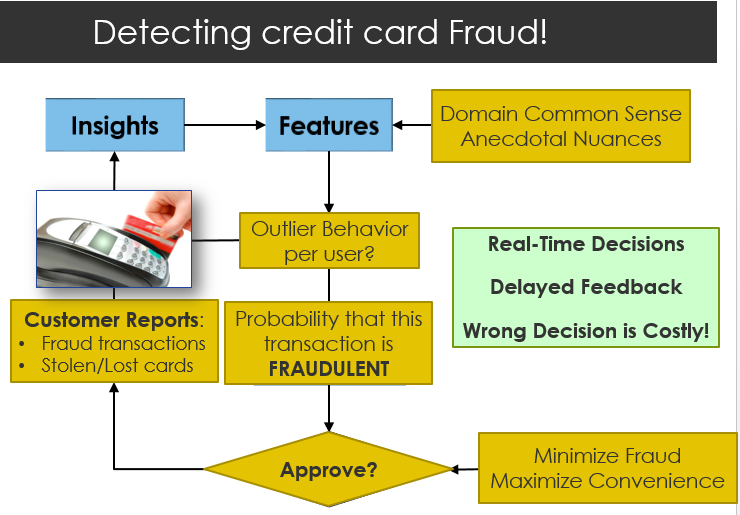 Detecting credit card Fraud!
Insights
Features
Domain Common Sense
Anecdotal Nuances
Outlier Behavior
per user?
Real-Time Decisions
Delayed Feedback
Wrong Decision is Costly!
Customer Reports:
• Fraud transactions
• Stolen/Lost cards
Probability that this
transaction is
FRAUDULENT
Approve?
Minimize Fraud
Maximize Convenience